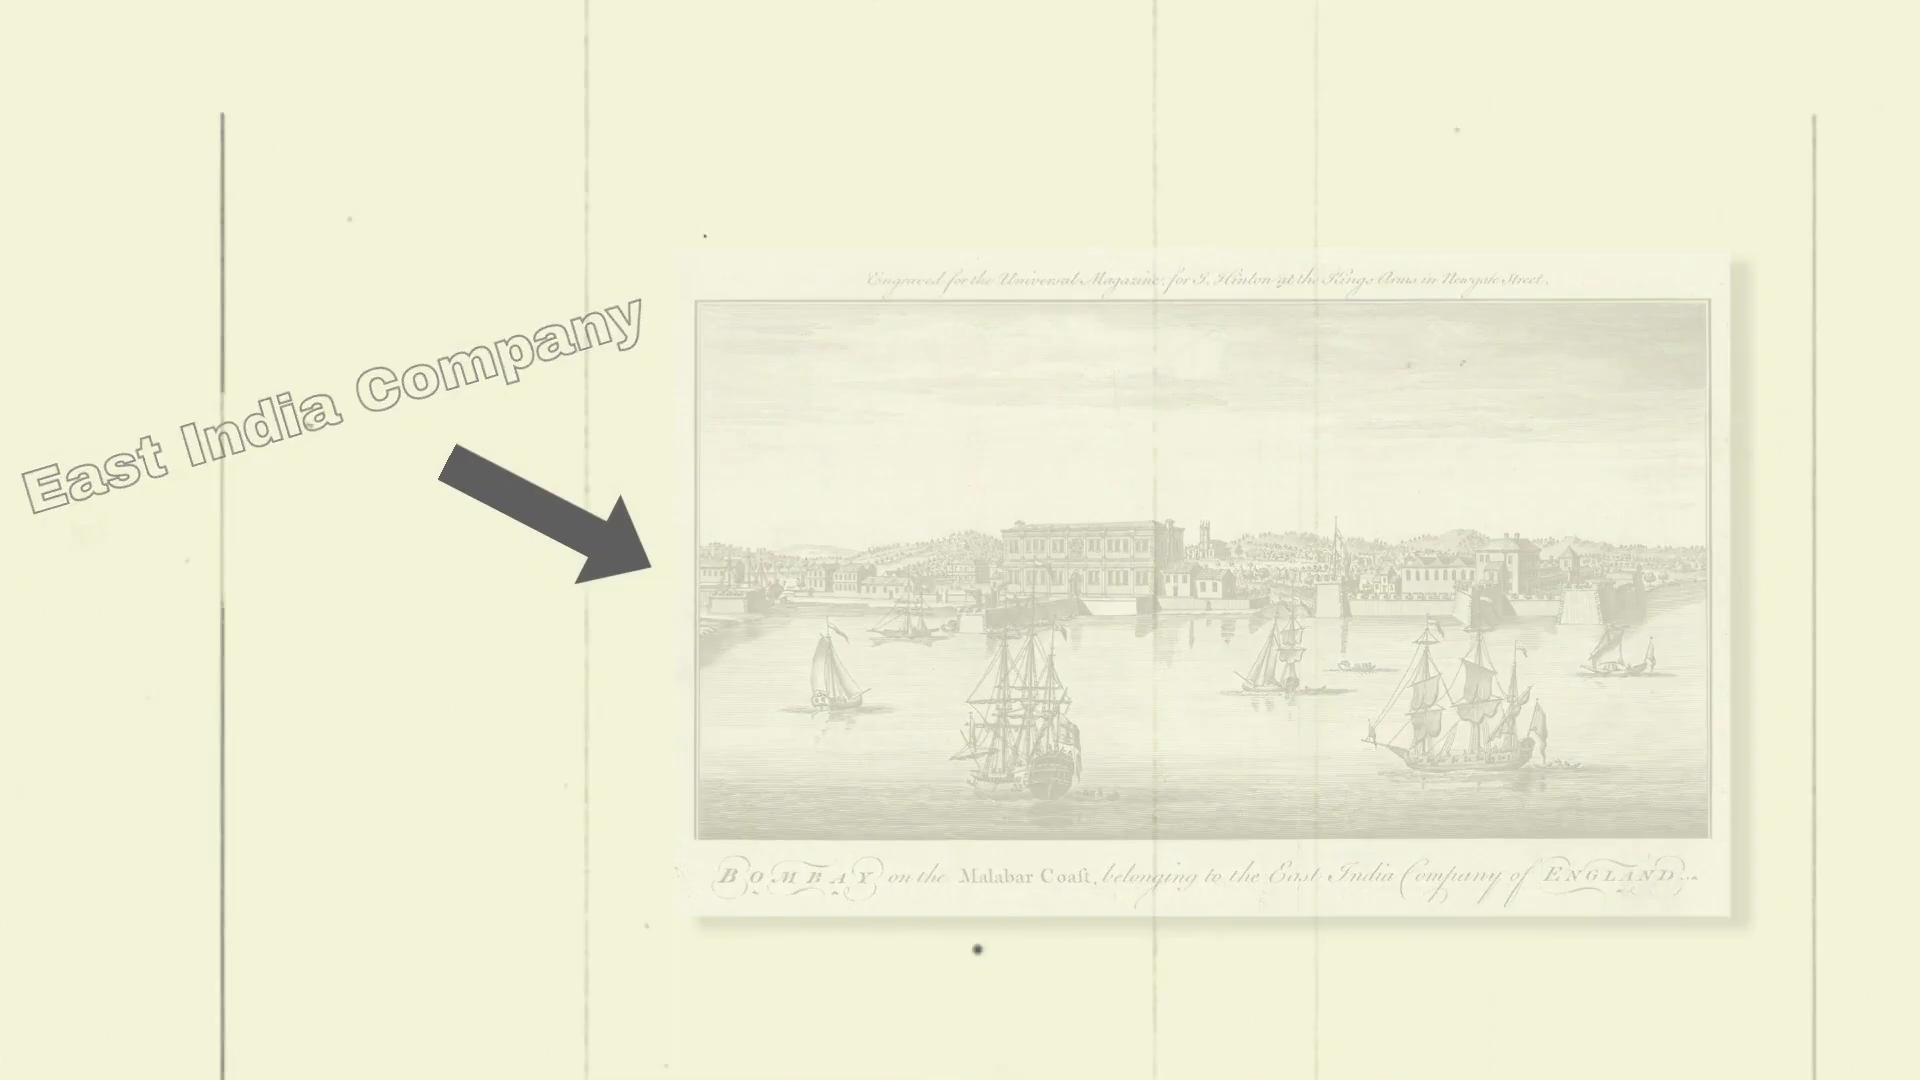 Engraved for the Universal Magazine, for J. Hinton at the Kings Arms in Newgate Street.
East India Company
BOMBAY on the Malabar Coaſt, belonging to the East India Company of ENGLAND.